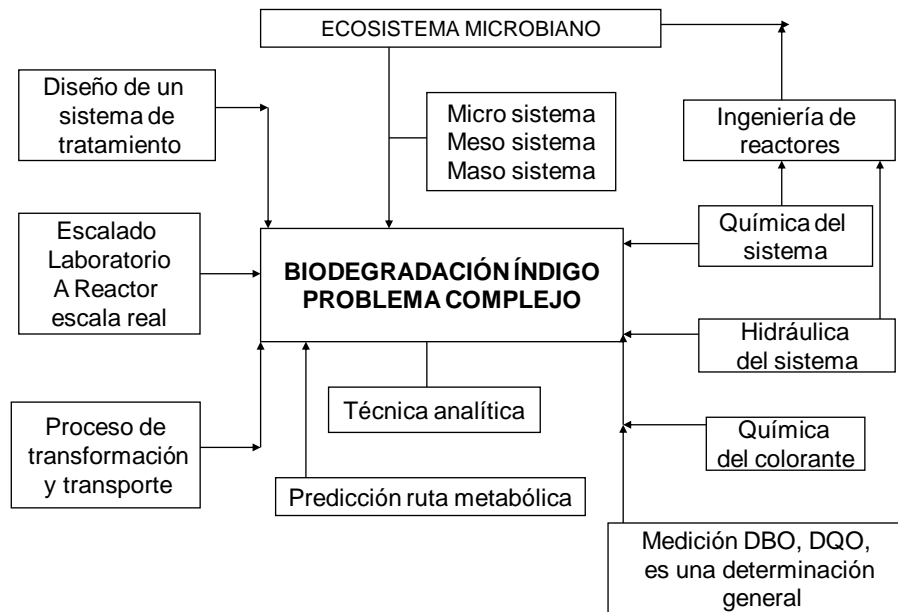 ECOSISTEMA MICROBIANO
Diseño de un
sistema de
tratamiento
Micro sistema
Meso sistema
Maso sistema
Ingeniería de
reactores
Escalado
Laboratorio
A Reactor
escala real
BIODEGRADACIÓN ÍNDIGO
PROBLEMA COMPLEJO
Química del
sistema
Hidráulica
del sistema
Proceso de
transformación
y transporte
Técnica analítica
Química
del colorante
Predicción ruta metabólica
Medición DBO, DQO,
es una determinación
general